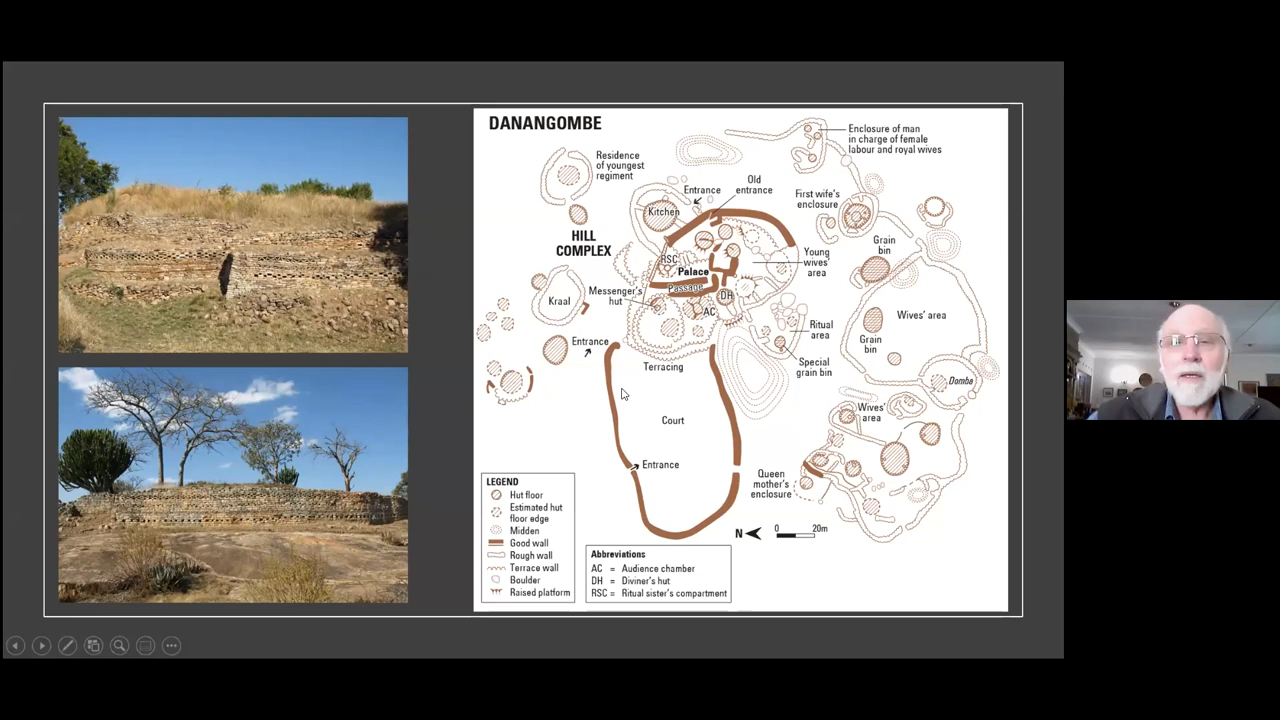 DANANGOMBE
Enclosure of man
in charge of female
labour and royal wives
Residence
of youngest
regiment
Old
entrance
Entrance
First wife's
enclosure
Kitchen
HILL
COMPLEX
Grain
bin
RSC
Young
wives'
area
Palace
Passage
Messenger's
hut
DH
Kraal
AC
Wives' area
Ritual
area
Entrance
Grain
bin
Terracing
Special
grain bin
Domba
Court
Wives'
area
Entrance
Queen
mother's
enclosure
LEGEND
Hut floor
Estimated hut
floor edge
Midden
Good wall
Rough wall
Terrace wall
Boulder
Raised platform
N
0 20m
Abbreviations
AC = Audience chamber
DH = Diviner's hut
RSC = Ritual sister's compartment